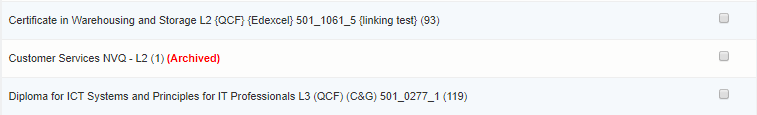 Certificate in Warehousing and Storage L2 {QCF} {Edexcel} 501_1061_5 {linking test} (93)
Customer Services NVQ - L2 (1) (Archived)
Diploma for ICT Systems and Principles for IT Professionals L3 (QCF) (C&G) 501_0277_1 (119)